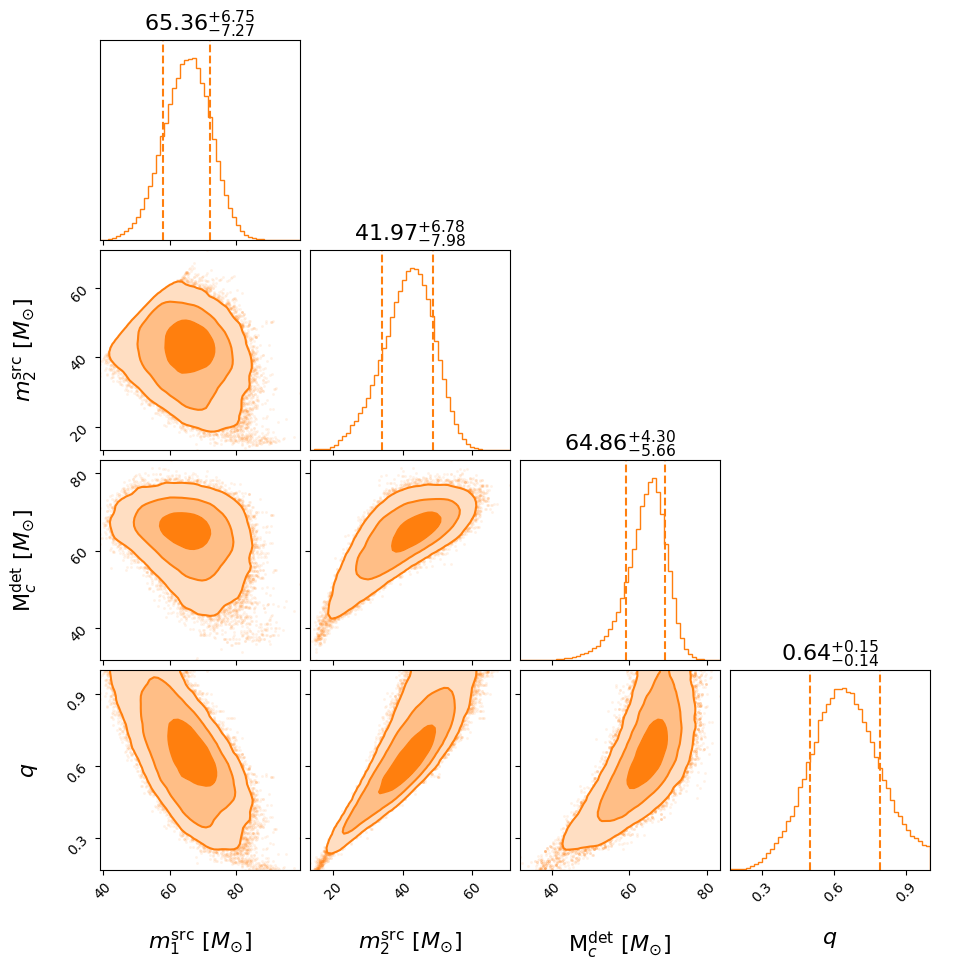 65.36^{+6.75}_{-7.27}
41.97^{+6.78}_{-7.98}
m_2^{src} [M_⊙]
20 40 60
64.86^{+4.30}_{-5.66}
M_c^{det} [M_⊙]
40 60 80
0.64^{+0.15}_{-0.14}
q
0.3 0.6 0.9
40 60 80
20 40 60
40 60 80
0.3 0.6 0.9
m_1^{src} [M_⊙]
m_2^{src} [M_⊙]
M_c^{det} [M_⊙]
q